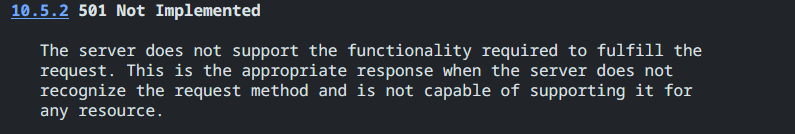 10.5.2 501 Not Implemented
The server does not support the functionality required to fulfill the
request. This is the appropriate response when the server does not
recognize the request method and is not capable of supporting it for
any resource.